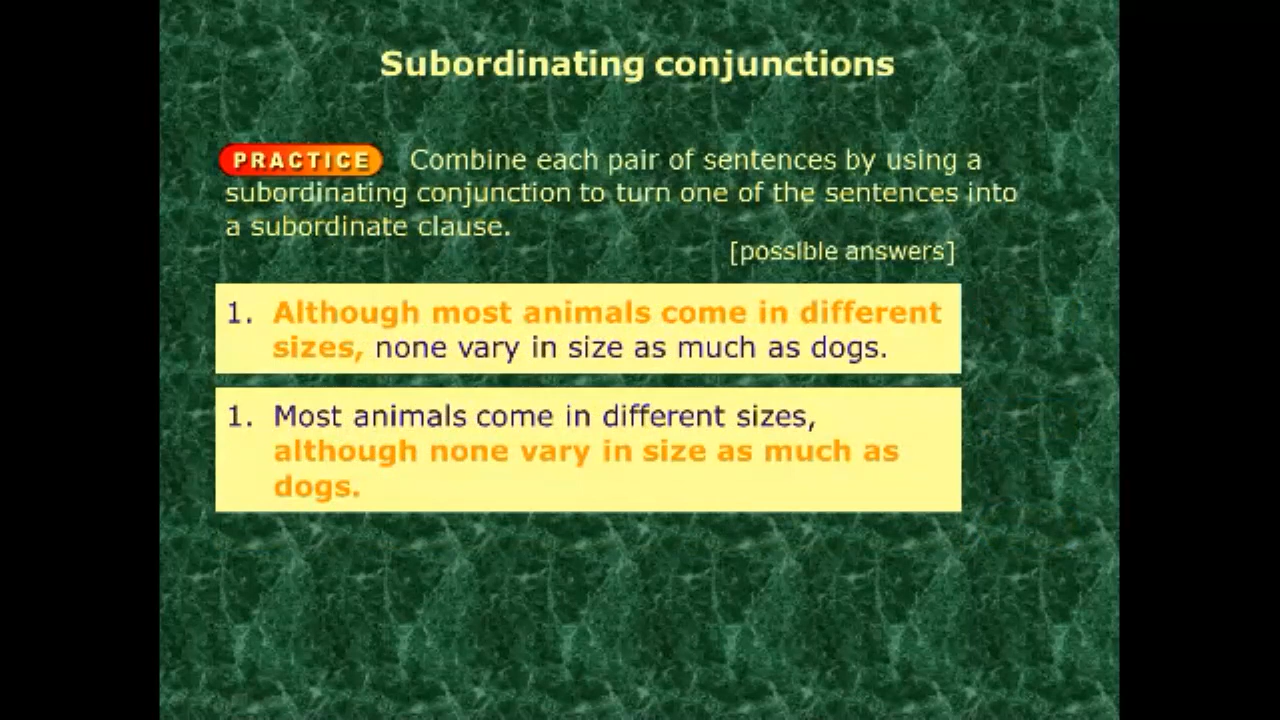 Subordinating conjunctions
PRACTICE Combine each pair of sentences by using a
subordinating conjunction to turn one of the sentences into
a subordinate clause.
[possible answers]
1. Although most animals come in different
sizes, none vary in size as much as dogs.
1. Most animals come in different sizes,
although none vary in size as much as
dogs.